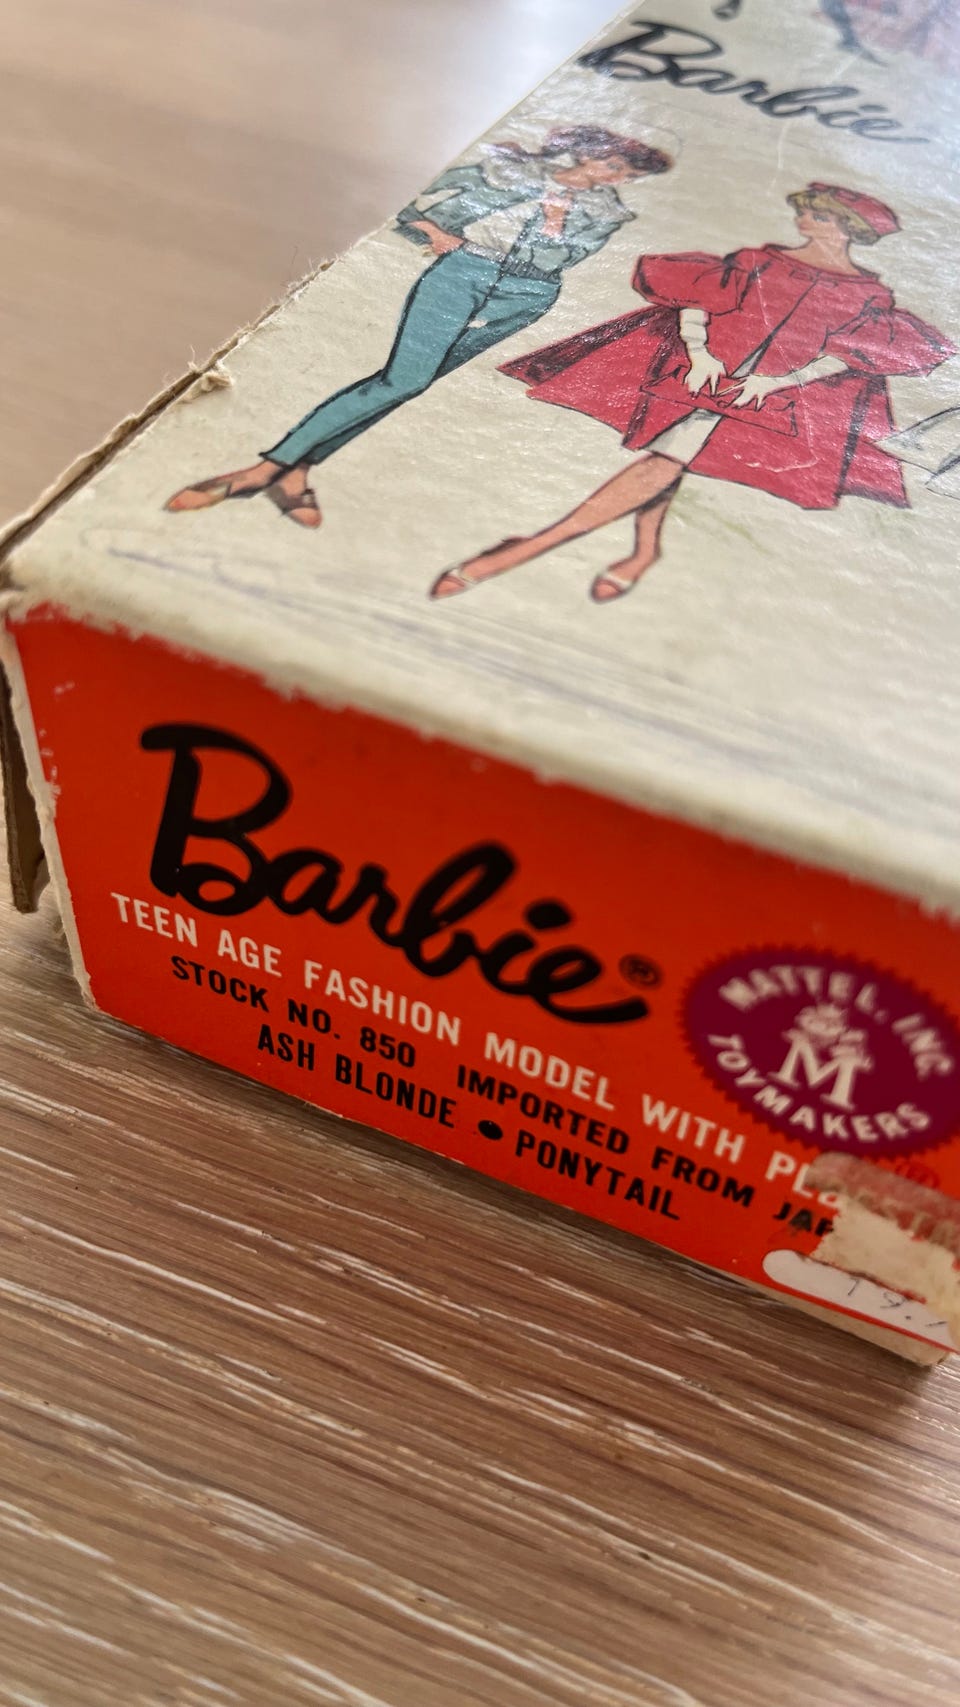 Barbie
Barbie®
TEEN AGE FASHION MODEL WITH
STOCK NO. 850 IMPORTED FROM
ASH BLONDE • PONYTAIL
MATTEL, INC.
M
TOYMAKERS